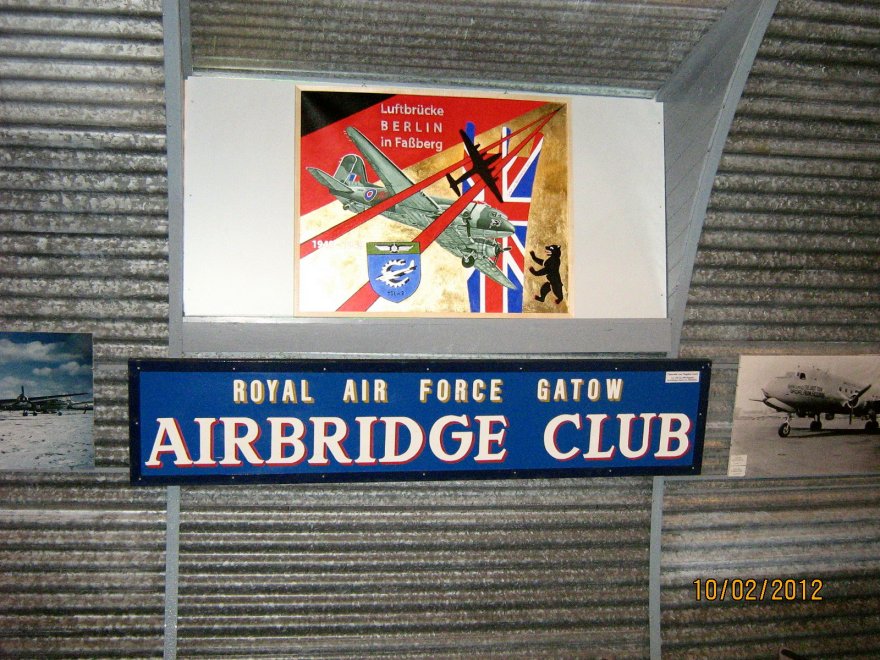 Luftbrücke
BERLIN
in Faßberg
ROYAL AIR FORCE GATOW
AIRBRIDGE CLUB
10/02/2012